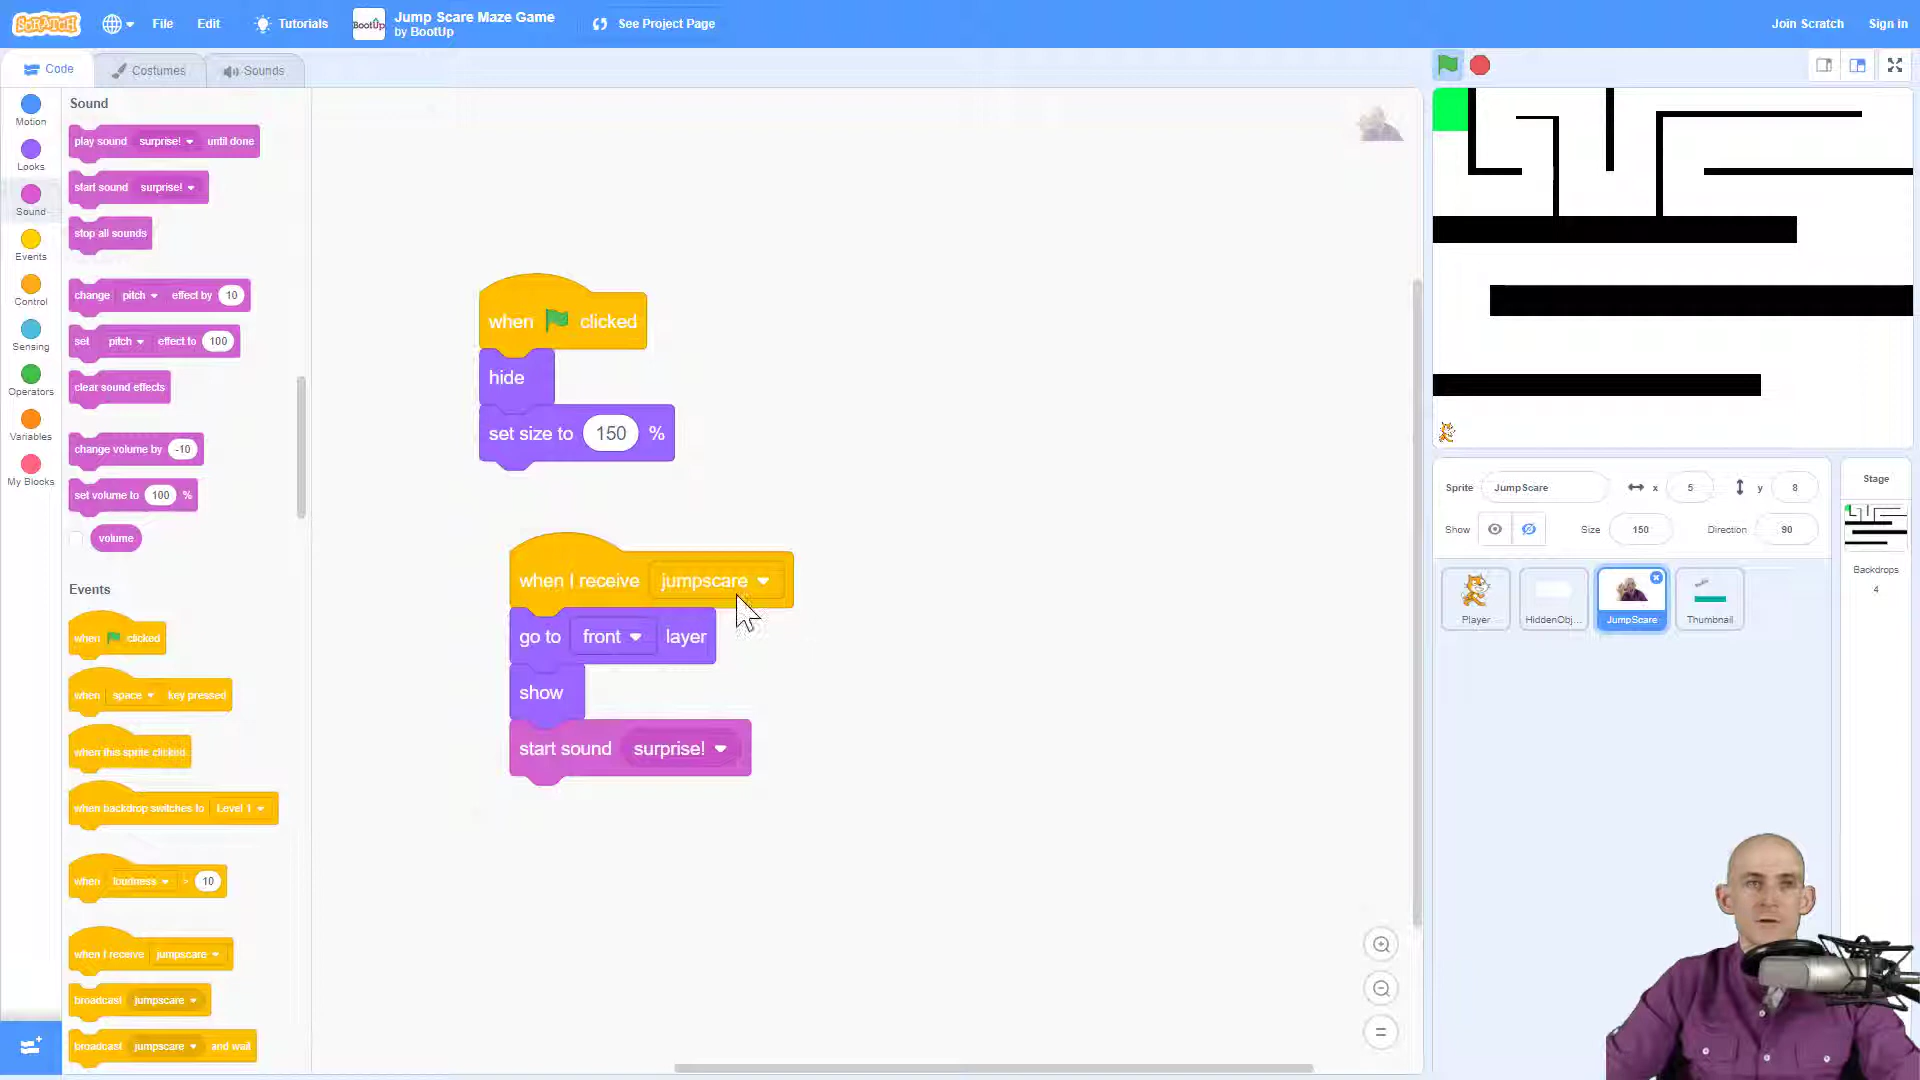 SCRATCH
File
Edit
Tutorials
BootUp
Jump Scare Maze Game
by BootUp
See Project Page
Join Scratch
Sign in
Code
Costumes
Sounds
Motion
Looks
Sound
Events
Control
Sensing
Operators
Variables
My Blocks
Sound
play sound surprise! until done
start sound surprise!
stop all sounds
change pitch effect by 10
set pitch effect to 100
clear sound effects
change volume by -10
set volume to 100 %
volume
Events
when clicked
when space key pressed
when this sprite clicked
when backdrop switches to Level 1
when loudness > 10
when I receive jumpscare
broadcast jumpscare
broadcast jumpscare and wait
when clicked
hide
set size to 150 %
when I receive jumpscare
go to front layer
show
start sound surprise!
Sprite JumpScare x 5 y 8
Show Size 150 Direction 90
Player
HiddenObj...
JumpScare
Thumbnail
Stage
Backdrops
4